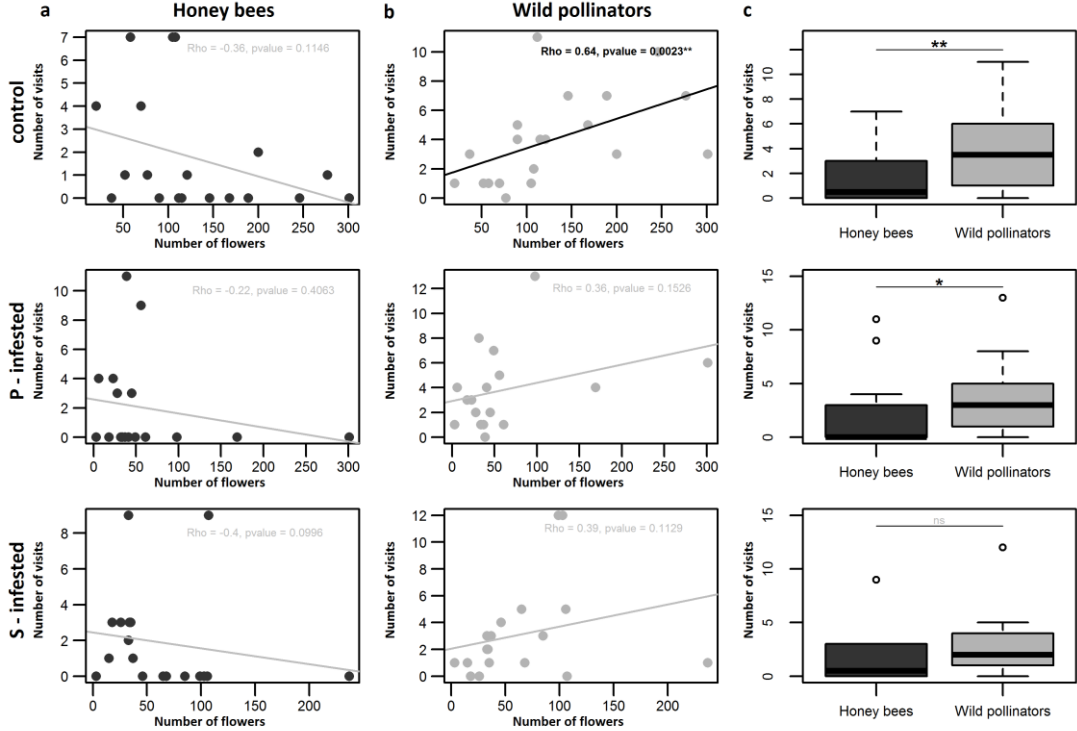 a Honey bees
b Wild pollinators
c
control
Number of visits
7
6
5
4
3
2
1
0
Rho = -0.36, pvalue = 0.1146
50 100 150 200 250 300
Number of flowers
Number of visits
10
8
6
4
2
0
Rho = 0.64, pvalue = 0.0023**
50 100 150 200 250 300
Number of flowers
Number of visits
10
8
6
4
2
0
**
Honey bees Wild pollinators
P - infested
Number of visits
10
8
6
4
2
0
Rho = -0.22, pvalue = 0.4063
0 50 100 150 200 250 300
Number of flowers
Number of visits
12
10
8
6
4
2
0
Rho = 0.36, pvalue = 0.1526
0 50 100 150 200 250 300
Number of flowers
Number of visits
15
10
5
0
*
Honey bees Wild pollinators
S - infested
Number of visits
8
6
4
2
0
Rho = -0.4, pvalue = 0.0996
0 50 100 150 200
Number of flowers
Number of visits
12
10
8
6
4
2
0
Rho = 0.39, pvalue = 0.1129
0 50 100 150 200
Number of flowers
Number of visits
15
10
5
0
ns
Honey bees Wild pollinators